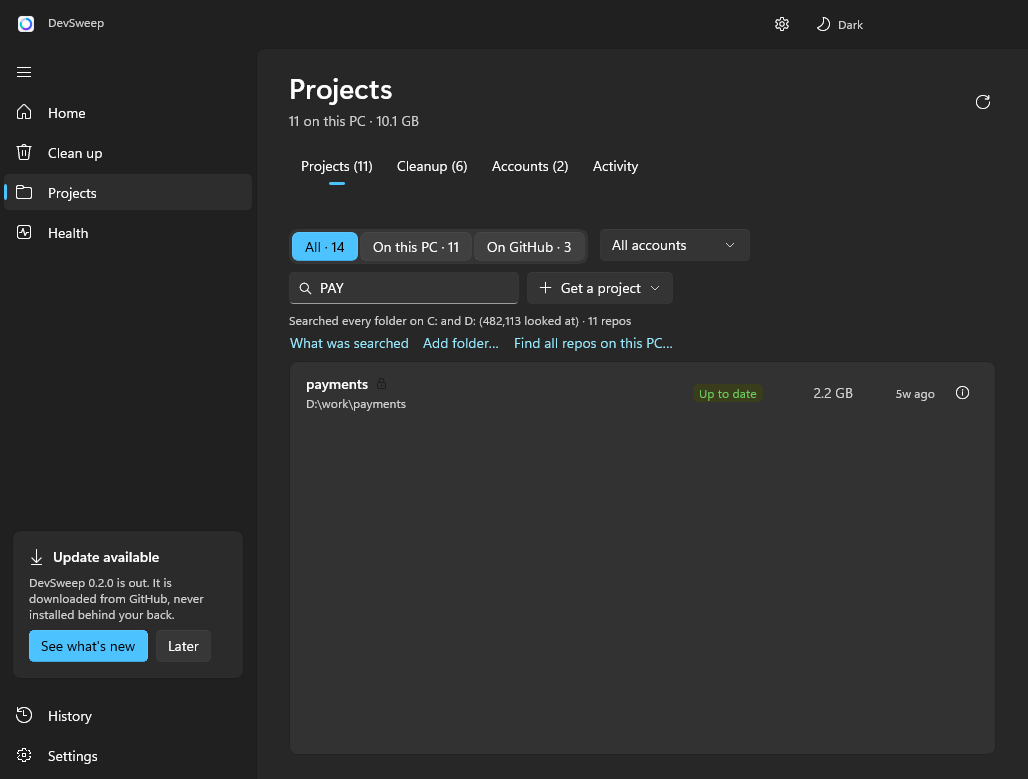 DevSweep
Dark
Home
Clean up
Projects
Health
Projects
11 on this PC · 10.1 GB
Projects (11) Cleanup (6) Accounts (2) Activity
All · 14 On this PC · 11 On GitHub · 3 All accounts
PAY Get a project
Searched every folder on C: and D: (482,113 looked at) · 11 repos
What was searched Add folder... Find all repos on this PC...
payments Up to date 2.2 GB 5w ago
D:\work\payments
Update available
DevSweep 0.2.0 is out. It is
downloaded from GitHub, never
installed behind your back.
See what's new Later
History
Settings